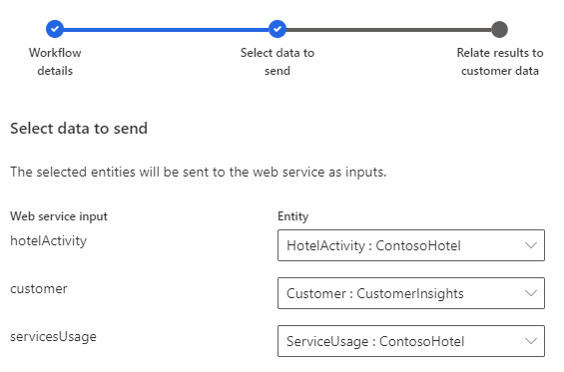 Workflow
details
Select data to
send
Relate results to
customer data
Select data to send
The selected entities will be sent to the web service as inputs.
Web service input
Entity
hotelActivity
HotelActivity : ContosoHotel
customer
Customer : CustomerInsights
servicesUsage
ServiceUsage : ContosoHotel